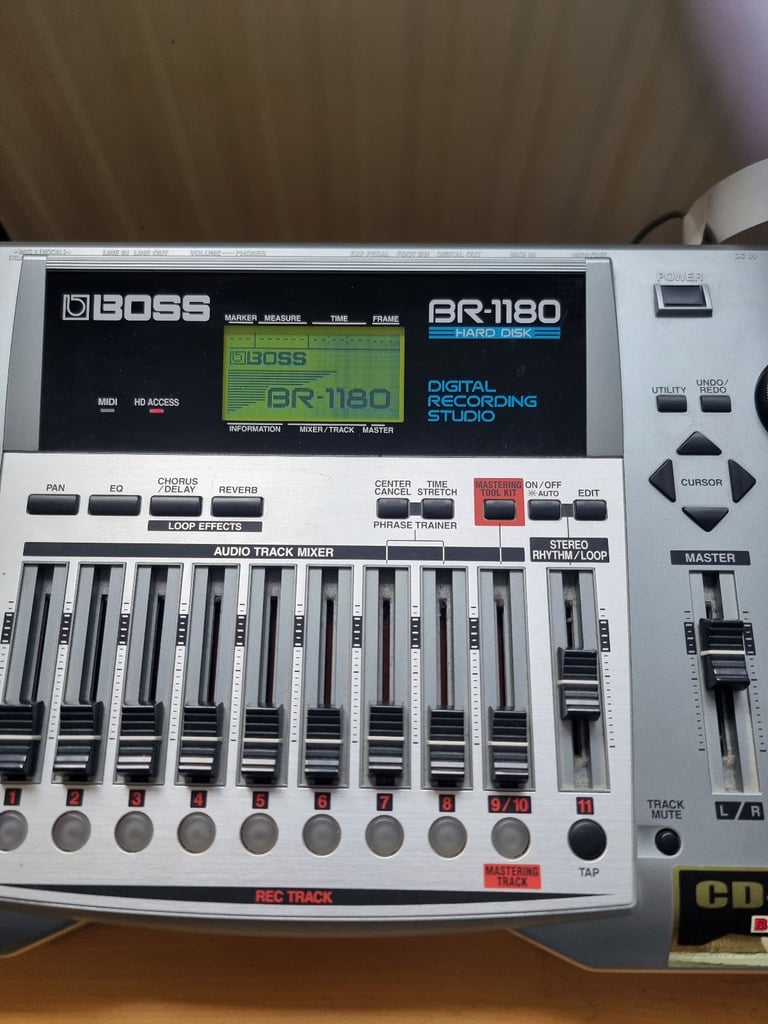 LINE IN LINE OUT VOLUME PHONES EXP PEDAL FOOT SW DIGITAL OUT MIDI IN
DC IN
POWER
BOSS
MARKER MEASURE TIME FRAME
BR-1180
HARD DISK
BOSS
BR-1180
MIDI HD ACCESS
DIGITAL
RECORDING
STUDIO
INFORMATION MIXER/TRACK MASTER
UTILITY UNDO/
REDO
CURSOR
PAN EQ CHORUS
/DELAY REVERB
LOOP EFFECTS
CENTER
CANCEL TIME
STRETCH
PHRASE TRAINER
MASTERING
TOOL KIT
ON/OFF
AUTO EDIT
AUDIO TRACK MIXER
STEREO
RHYTHM/LOOP
MASTER
1 2 3 4 5 6 7 8 9/10 11
L/R
TRACK
MUTE
TAP
MASTERING
TRACK
REC TRACK
CD-